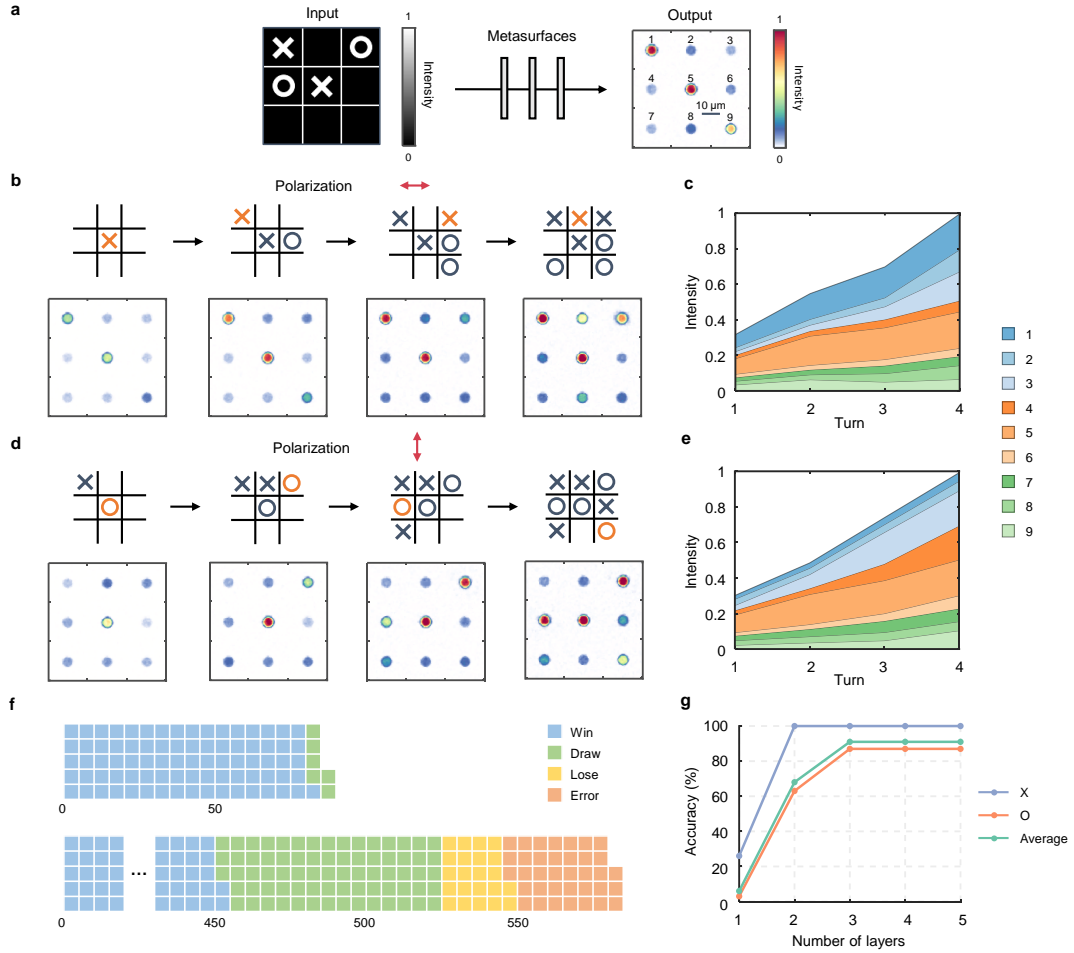 a
Input
Output
1
Intensity
0
Metasurfaces
1 2 3
4 5 6
10 μm
7 8 9
1
Intensity
0
b
Polarization
c
1
0.8
0.6
0.4
0.2
0
Intensity
1 2 3 4
Turn
1
2
3
4
5
6
7
8
9
d
Polarization
e
1
0.8
0.6
0.4
0.2
0
Intensity
1 2 3 4
Turn
f
0 50
Win
Draw
Lose
Error
...
0 450 500 550
g
100
80
60
40
20
0
Accuracy (%)
1 2 3 4 5
Number of layers
X
O
Average